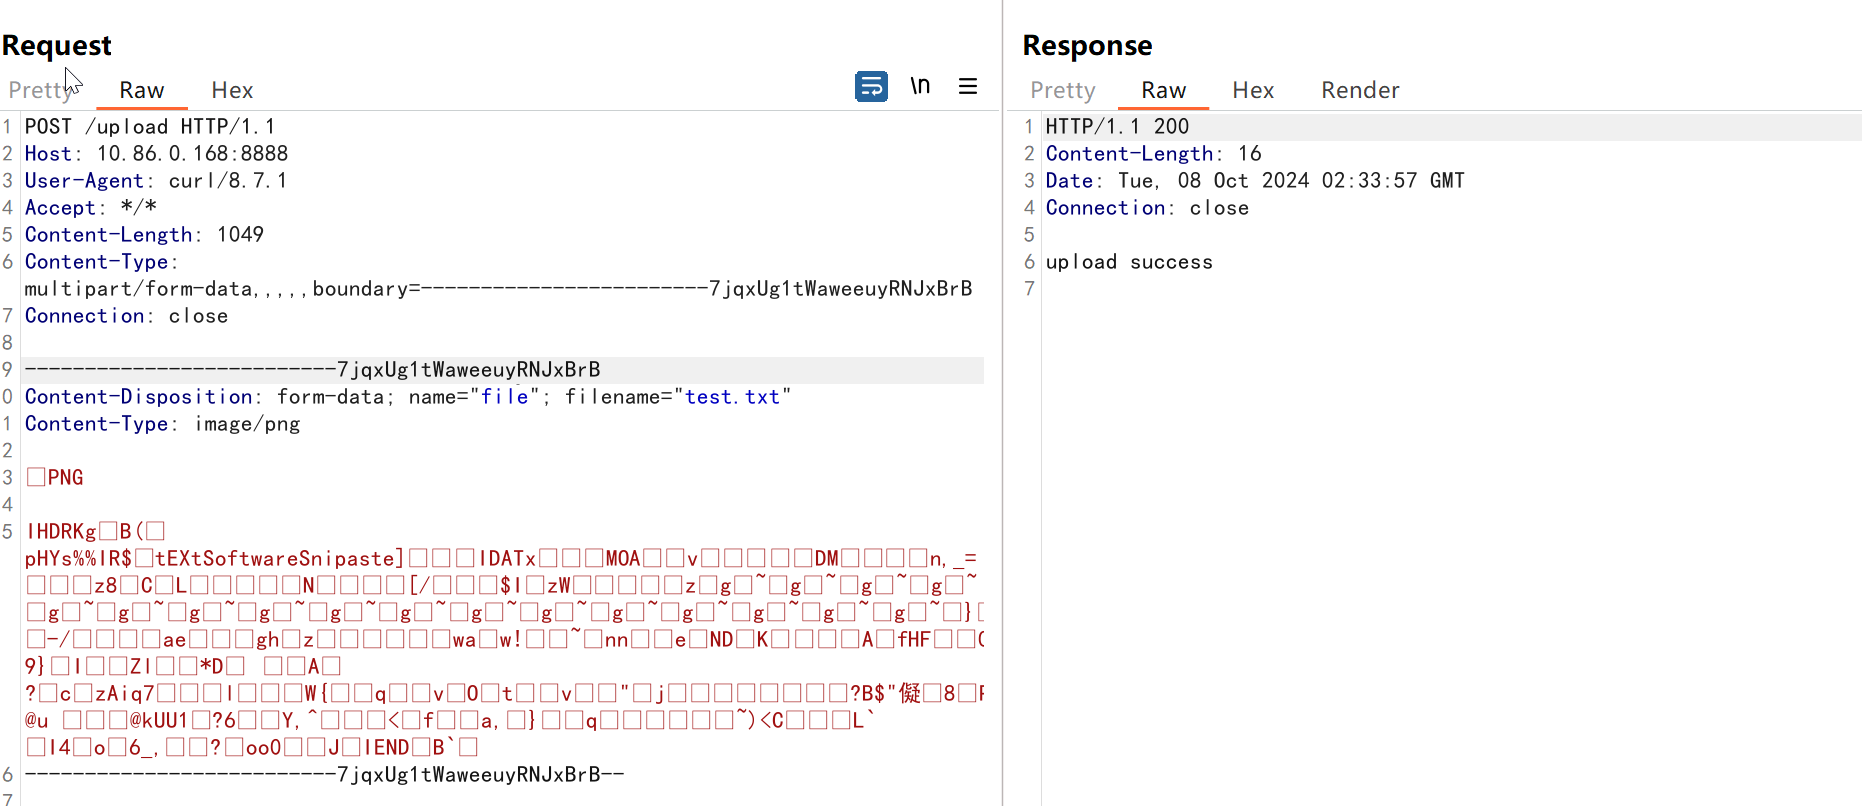 Request
Pretty Raw Hex
\n
1 POST /upload HTTP/1.1
2 Host: 10.86.0.168:8888
3 User-Agent: curl/8.7.1
4 Accept: */*
5 Content-Length: 1049
6 Content-Type:
multipart/form-data,,,,,boundary=------------------------7jqxUg1tWaweeuyRNJxBrB
7 Connection: close
8
9 --------------------------7jqxUg1tWaweeuyRNJxBrB
0 Content-Disposition: form-data; name="file"; filename="test.txt"
1 Content-Type: image/png
2
3 □PNG
4
5 IHDRKg□B(□
pHYs%%IR$□tEXtSoftwareSnipaste]□□□IDATx□□□MOA□□v□□□□□DM□□□□n,_=
□□□z8□C□L□□□□□N□□□□[/□□□$I□zW□□□□□z□g□~□g□~□g□~□g□~
□g□~□g□~□g□~□g□~□g□~□g□~□g□~□g□~□g□~□g□~□g□~□g□~□g□~□}
□-/□□□□ae□□□gh□z□□□□□□wa□w!□□~□nn□□e□ND□K□□□□A□fHF□□
9}□I□□ZI□□*D□ □□A□
?□c□zAiq7□□□I□□□W{□□q□□v□O□t□□v□□"□j□□□□□□□□?B$"儗□8□
@u □□□@kUU1□?6□□Y,^□□□<□f□□a,□}□□q□□□□□□~)<C□□□L`
□I4□o□6_,□□?□oo0□□J□IEND□B`□
6 --------------------------7jqxUg1tWaweeuyRNJxBrB--
7
Response
Pretty Raw Hex Render
1 HTTP/1.1 200
2 Content-Length: 16
3 Date: Tue, 08 Oct 2024 02:33:57 GMT
4 Connection: close
5
6 upload success
7